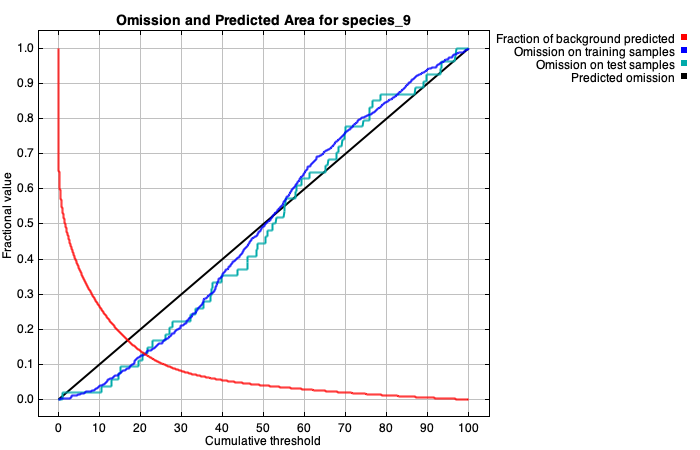 Omission and Predicted Area for species_9
Fraction of background predicted
Omission on training samples
Omission on test samples
Predicted omission
Fractional value
1.0
0.9
0.8
0.7
0.6
0.5
0.4
0.3
0.2
0.1
0.0
0 10 20 30 40 50 60 70 80 90 100
Cumulative threshold